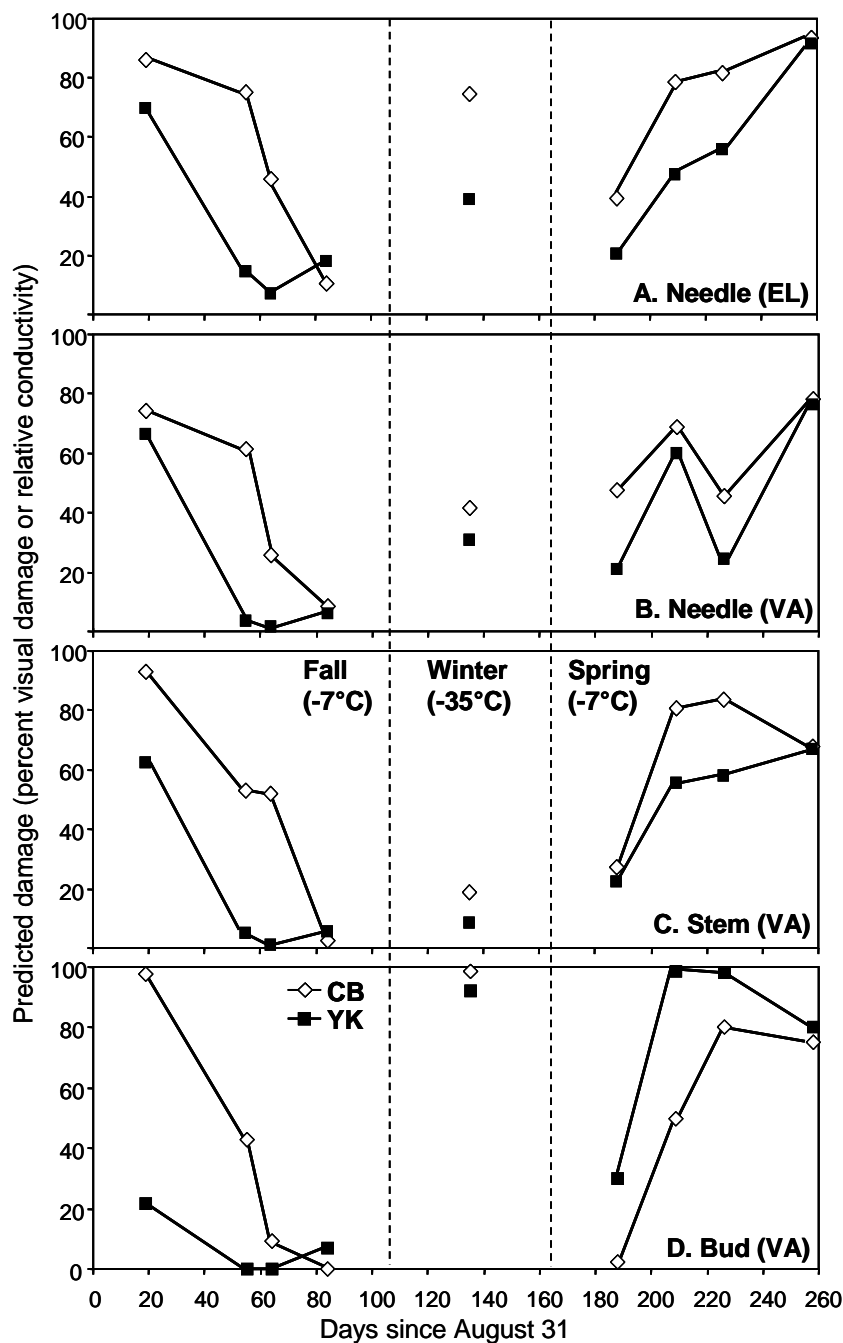 Predicted damage (percent visual damage or relative conductivity)
100
80
60
40
20
A. Needle (EL)
100
80
60
40
20
B. Needle (VA)
100
80
60
40
20
Fall
(-7°C)
Winter
(-35°C)
Spring
(-7°C)
C. Stem (VA)
100
80
60
40
20
0
CB
YK
D. Bud (VA)
0 20 40 60 80 100 120 140 160 180 200 220 240 260
Days since August 31